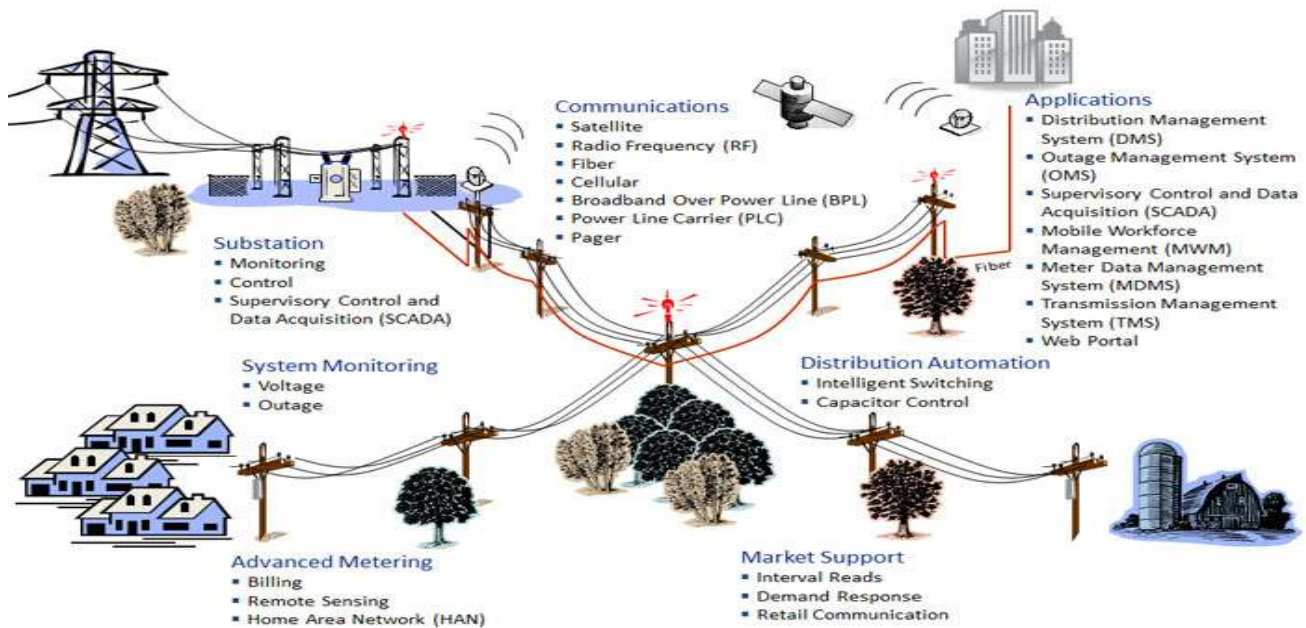 Communications
▪ Satellite
▪ Radio Frequency (RF)
▪ Fiber
▪ Cellular
▪ Broadband Over Power Line (BPL)
▪ Power Line Carrier (PLC)
▪ Pager
Applications
▪ Distribution Management
System (DMS)
▪ Outage Management System
(OMS)
▪ Supervisory Control and Data
Acquisition (SCADA)
▪ Mobile Workforce
Management (MWM)
▪ Meter Data Management
System (MDMS)
▪ Transmission Management
System (TMS)
▪ Web Portal
Fiber
Substation
▪ Monitoring
▪ Control
▪ Supervisory Control and
Data Acquisition (SCADA)
System Monitoring
▪ Voltage
▪ Outage
Distribution Automation
▪ Intelligent Switching
▪ Capacitor Control
Advanced Metering
▪ Billing
▪ Remote Sensing
▪ Home Area Network (HAN)
Market Support
▪ Interval Reads
▪ Demand Response
▪ Retail Communication